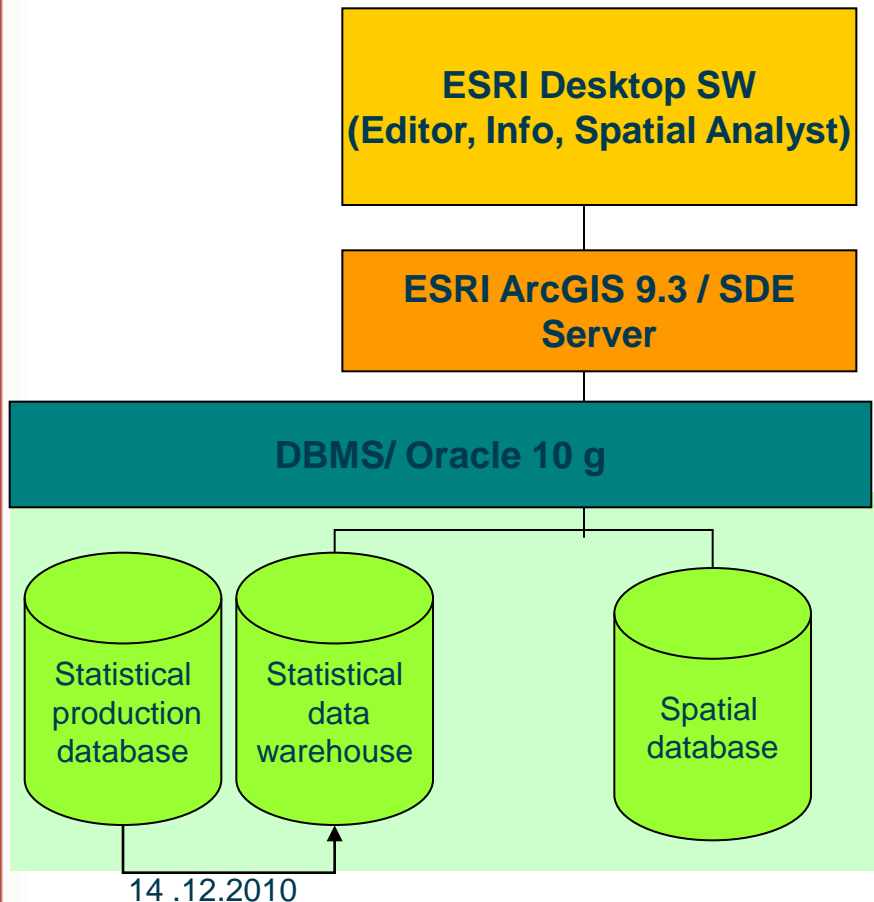 ESRI Desktop SW
(Editor, Info, Spatial Analyst)
ESRI ArcGIS 9.3 / SDE
Server
DBMS/ Oracle 10 g
Statistical
production
database
Statistical
data
warehouse
Spatial
database
14 .12.2010